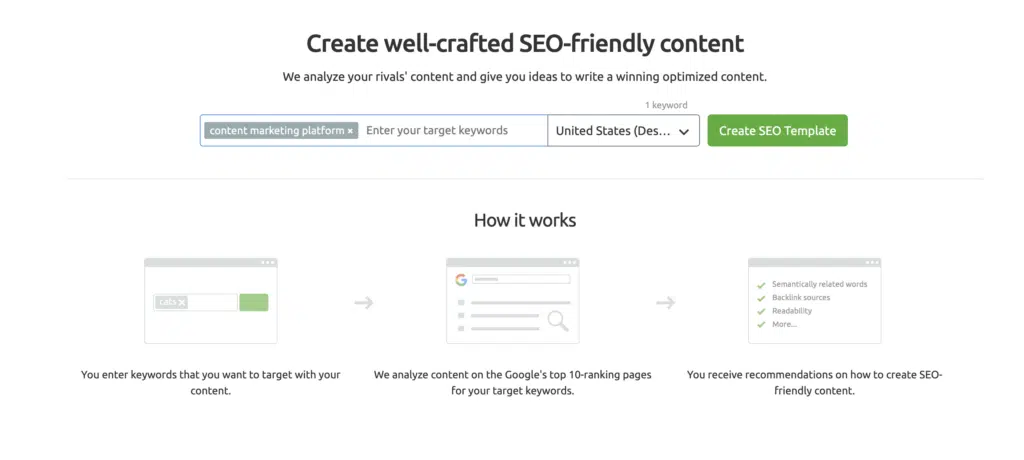 Create well-crafted SEO-friendly content
We analyze your rivals' content and give you ideas to write a winning optimized content.
1 keyword
content marketing platform × Enter your target keywords United States (Des... Create SEO Template
How it works
cats ×
G
Semantically related words
Backlink sources
Readability
More...
You enter keywords that you want to target with your
content.
We analyze content on the Google's top 10-ranking pages
for your target keywords.
You receive recommendations on how to create SEO-
friendly content.